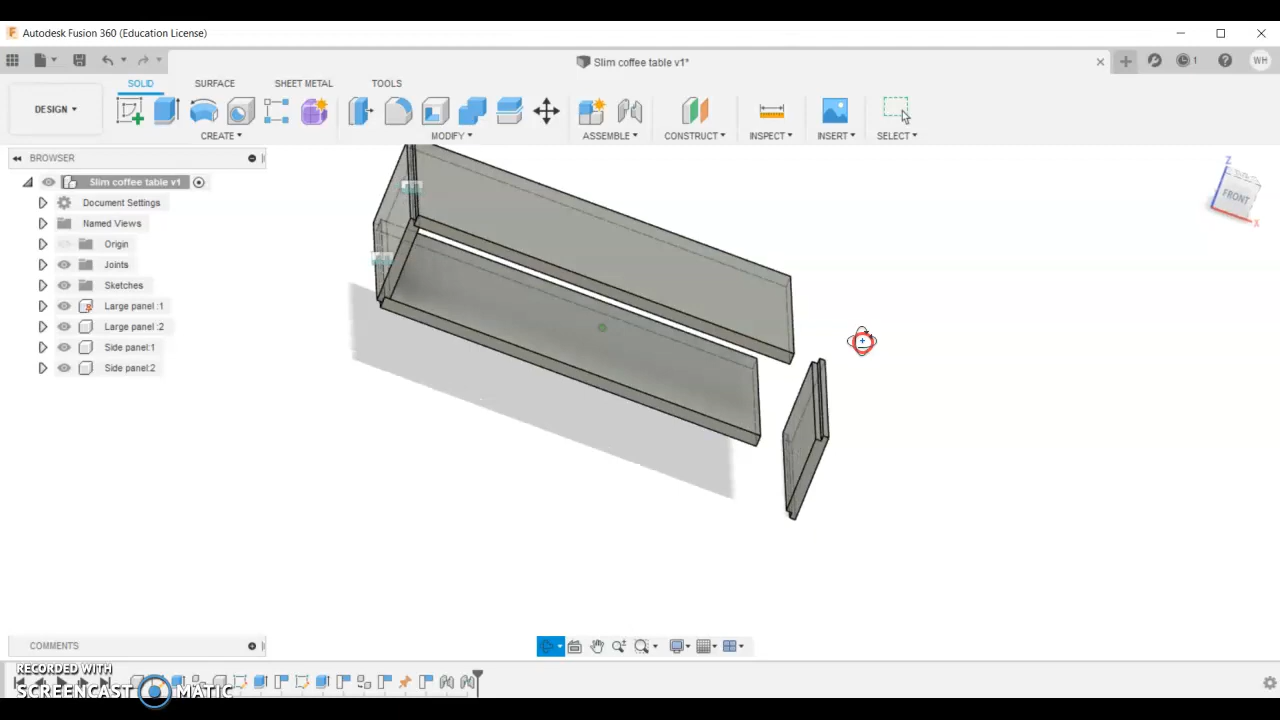 Autodesk Fusion 360 (Education License)
Slim coffee table v1*
1
WH
DESIGN
SOLID
SURFACE
SHEET METAL
TOOLS
CREATE
MODIFY
ASSEMBLE
CONSTRUCT
INSPECT
INSERT
SELECT
BROWSER
Slim coffee table v1
Document Settings
Named Views
Origin
Joints
Sketches
Large panel :1
Large panel :2
Side panel:1
Side panel:2
Z
FRONT
X
COMMENTS
RECORDED WITH
SCREENCAST MATIC